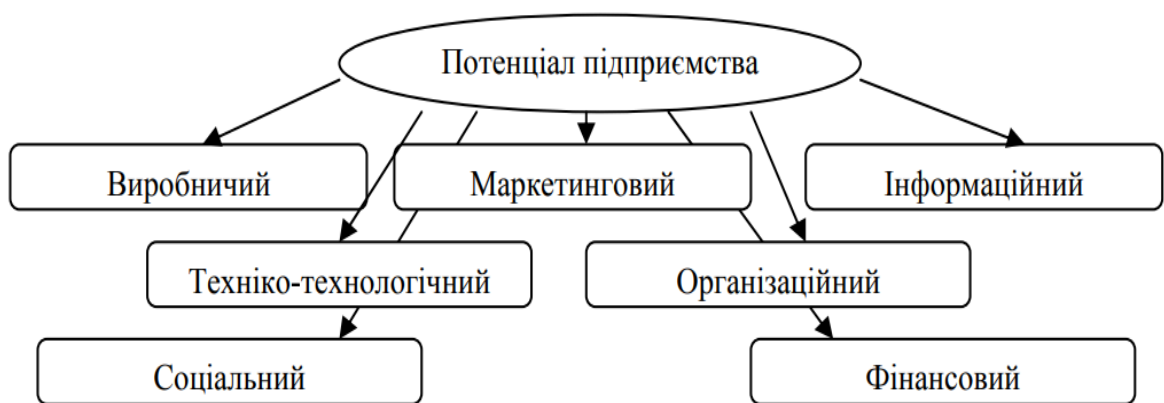 Потенціал підприємства
Виробничий
Маркетинговий
Інформаційний
Техніко-технологічний
Організаційний
Соціальний
Фінансовий